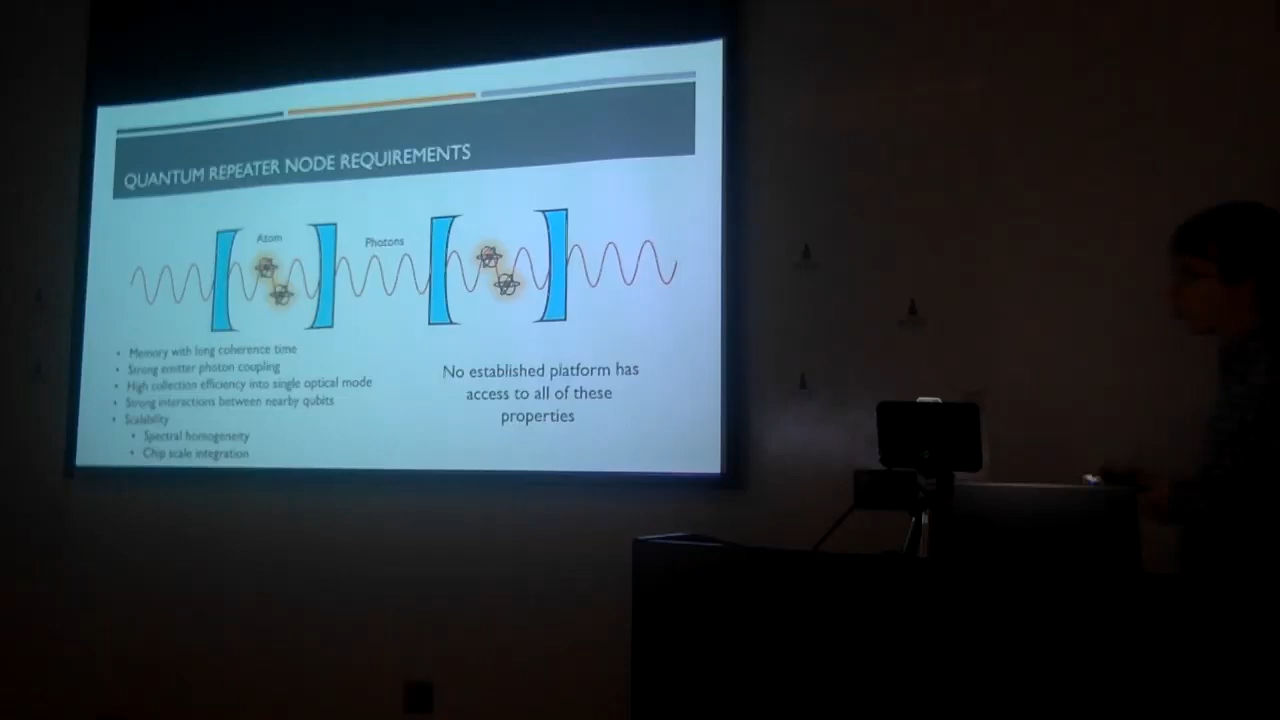 QUANTUM REPEATER NODE REQUIREMENTS
Atom
Photons
• Memory with long coherence time
• Strong emitter photon coupling
• High collection efficiency into single optical mode
• Strong interactions between nearby qubits
• Scalability
• Spectral homogeneity
• Chip scale integration
No established platform has
access to all of these
properties